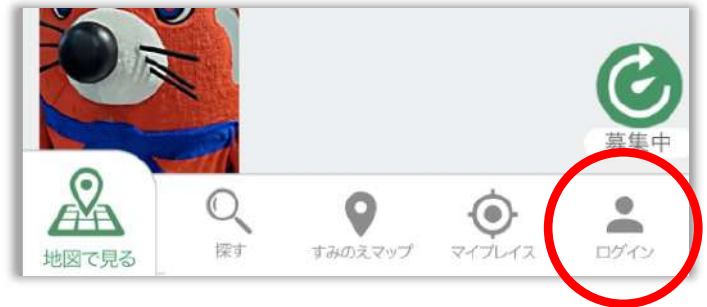 募集中
地図で見る
探す
すみのえマップ
マイプレイス
ログイン